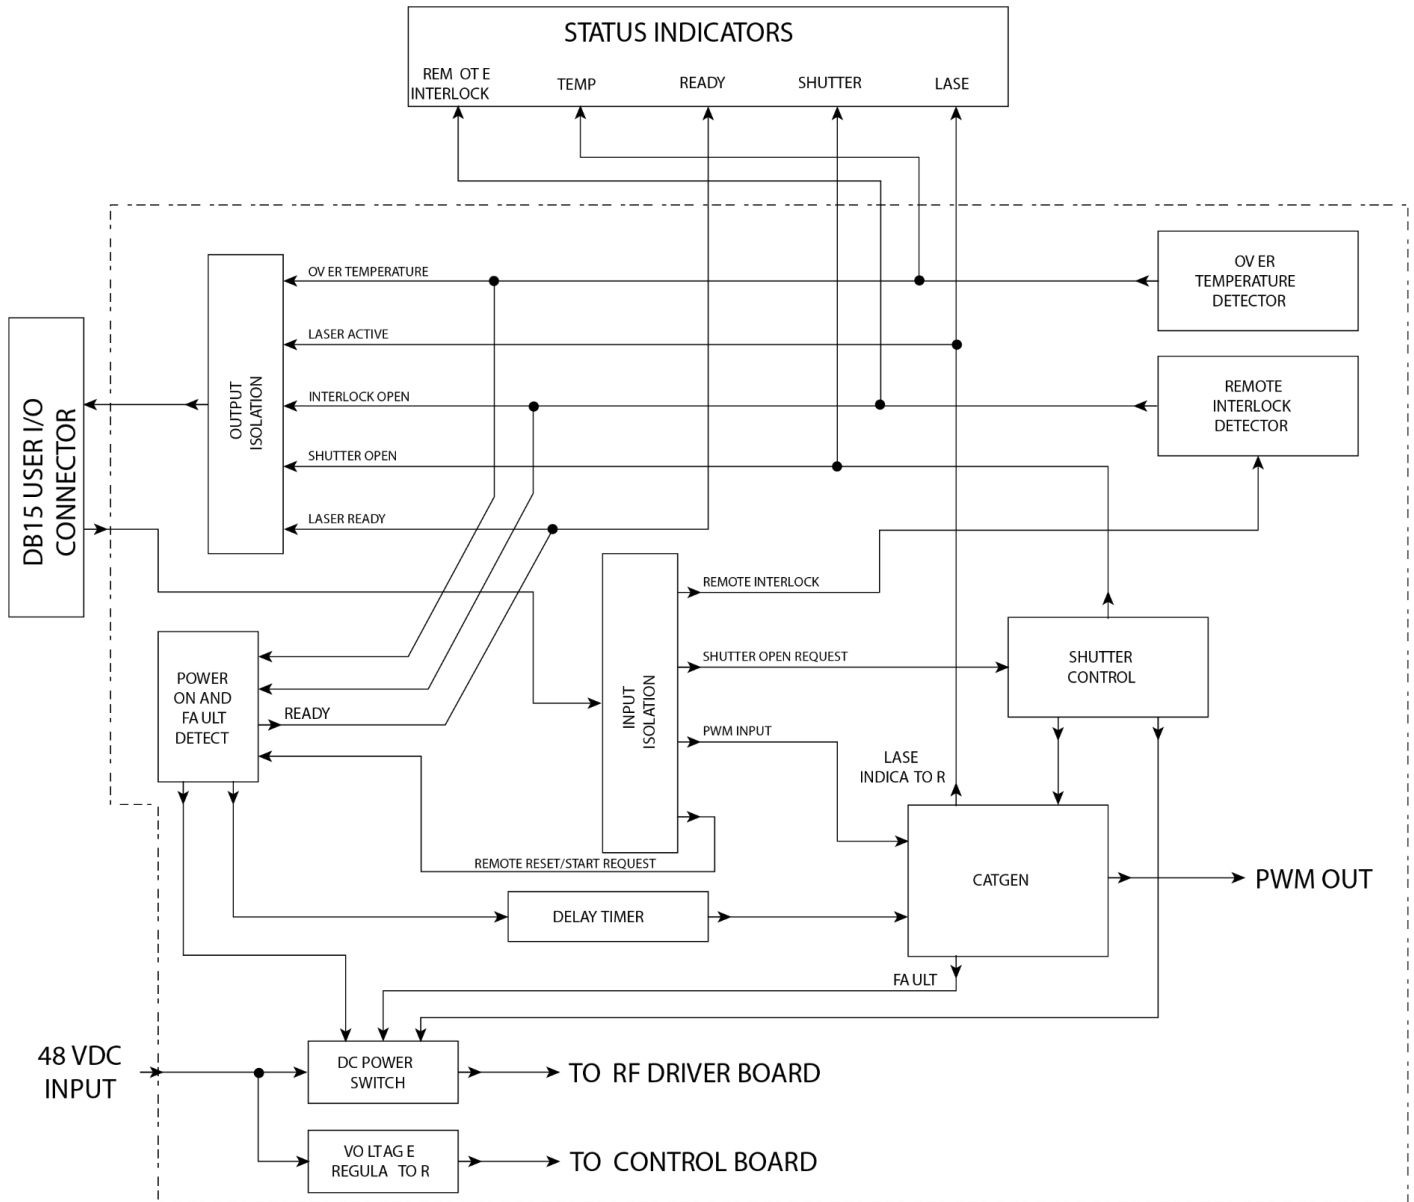 STATUS INDICATORS
REM OT E
INTERLOCK
TEMP
READY
SHUTTER
LASE
OV ER TEMPERATURE
OV ER
TEMPERATURE
DETECTOR
LASER ACTIVE
INTERLOCK OPEN
REMOTE
INTERLOCK
DETECTOR
OUTPUT
ISOLATION
SHUTTER OPEN
LASER READY
DB15 USER I/O
CONNECTOR
REMOTE INTERLOCK
SHUTTER OPEN REQUEST
SHUTTER
CONTROL
INPUT
ISOLATION
POWER
ON AND
FA ULT
DETECT
READY
PWM INPUT
LASE
INDICA TO R
REMOTE RESET/START REQUEST
CATGEN
PWM OUT
DELAY TIMER
FA ULT
48 VDC
INPUT
DC POWER
SWITCH
TO RF DRIVER BOARD
VO LTAG E
REGULA TO R
TO CONTROL BOARD